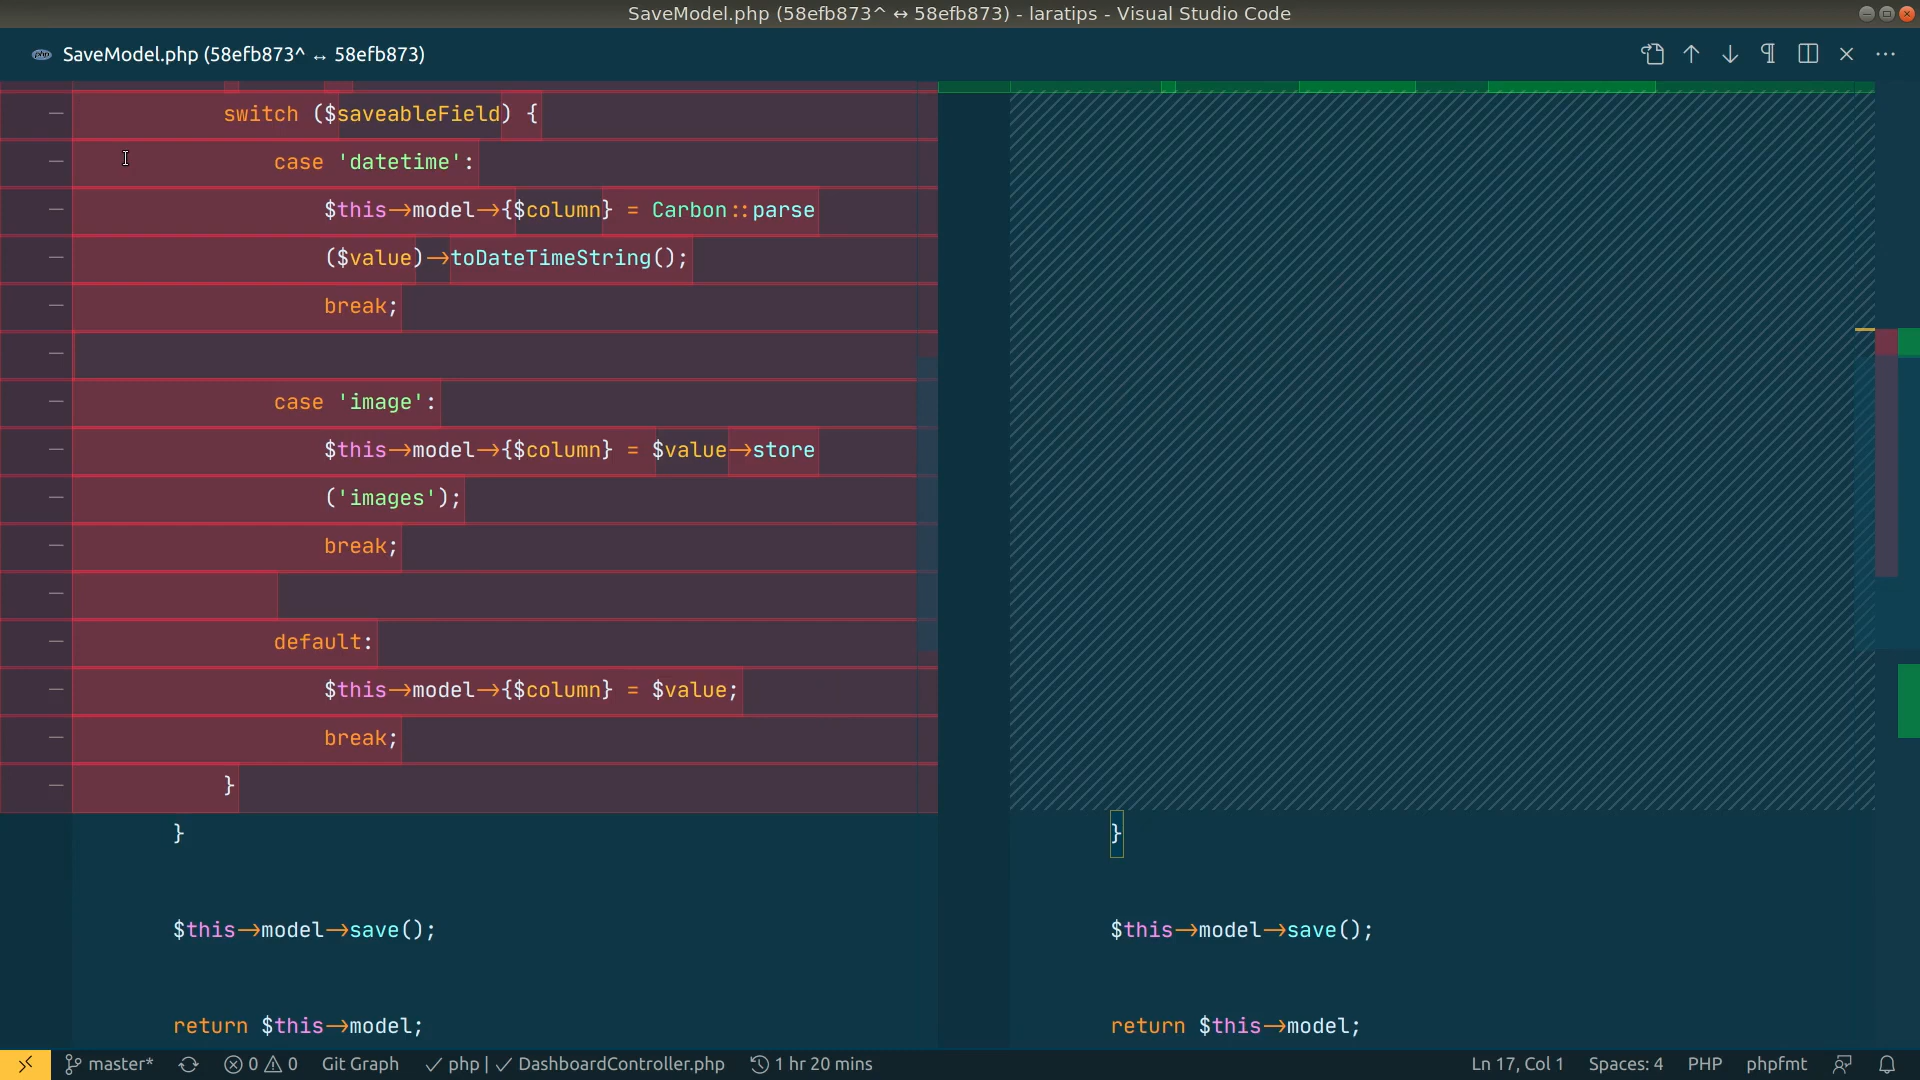 SaveModel.php (58efb873^ ↔ 58efb873) - laratips - Visual Studio Code
php SaveModel.php (58efb873^ ↔ 58efb873)
switch ($saveableField) {
case 'datetime':
$this->model->{$column} = Carbon::parse
($value)->toDateTimeString();
break;
case 'image':
$this->model->{$column} = $value->store
('images');
break;
default:
$this->model->{$column} = $value;
break;
}
}
$this->model->save();
return $this->model;
}
$this->model->save();
return $this->model;
master* 0 0 Git Graph ✓ php | ✓ DashboardController.php 1 hr 20 mins Ln 17, Col 1 Spaces: 4 PHP phpfmt